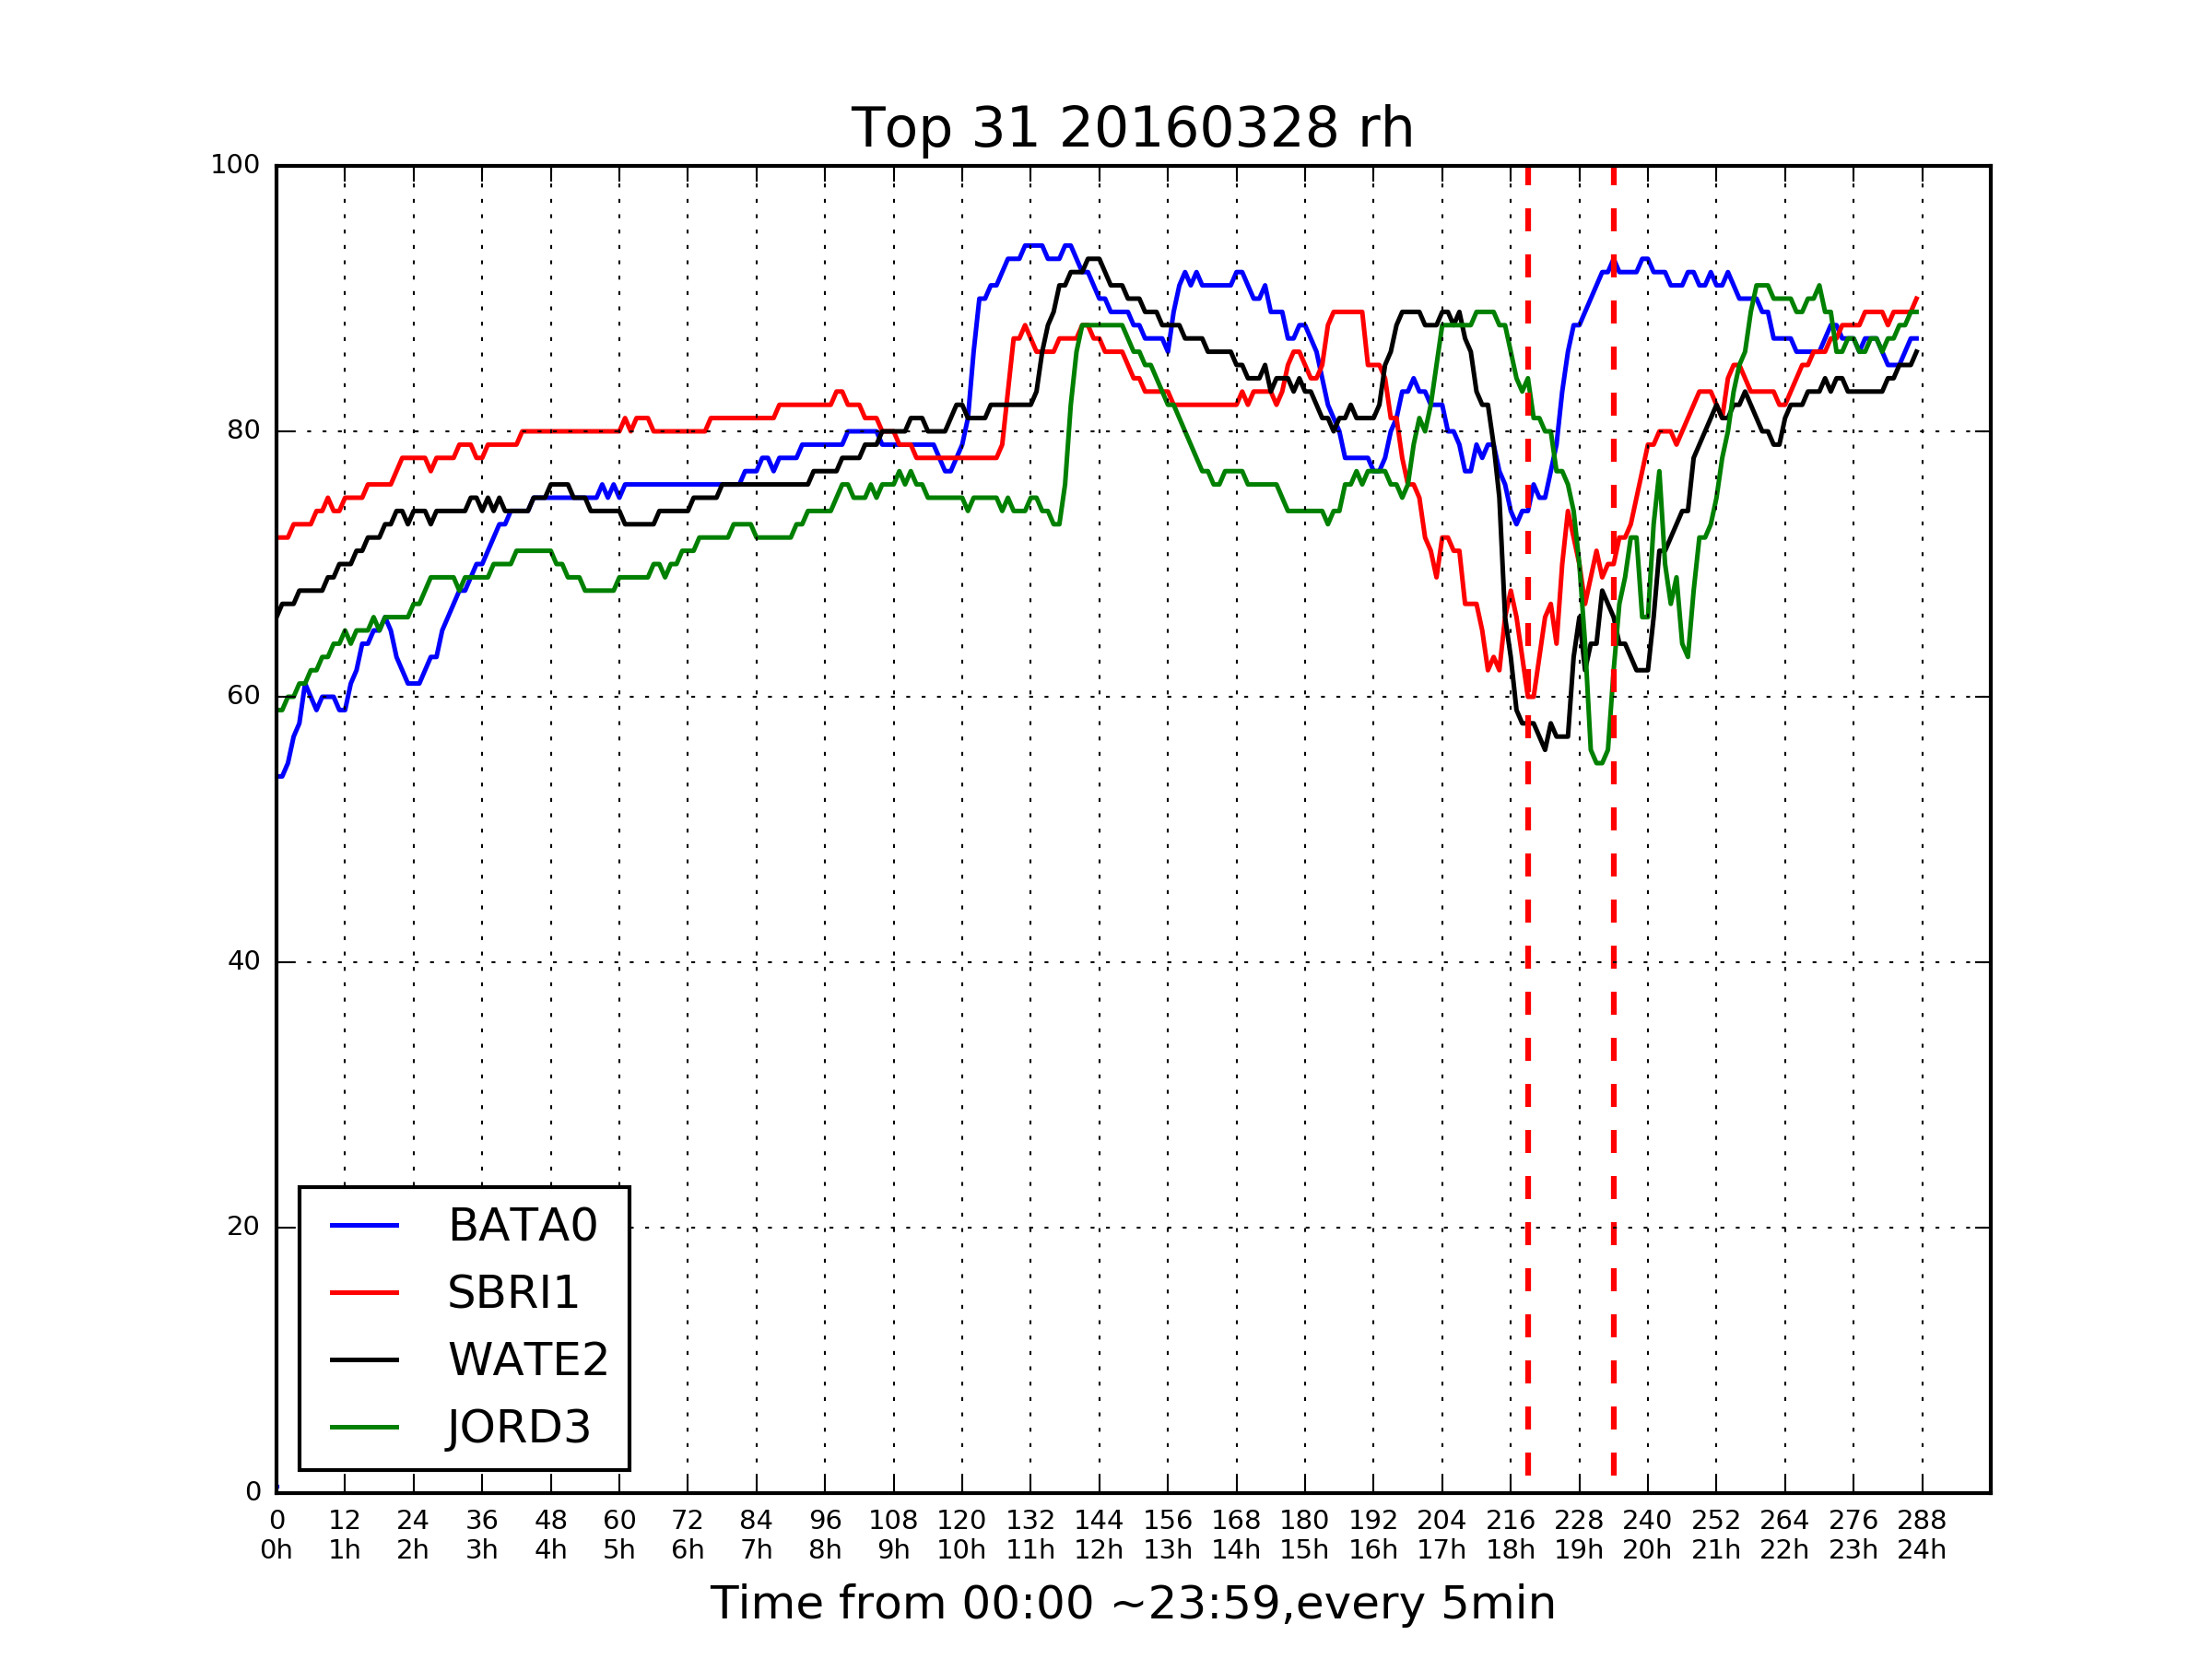 Top 31 20160328 rh
100
80
60
40
20
0
BATA0
SBRI1
WATE2
JORD3
0 12 24 36 48 60 72 84 96 108 120 132 144 156 168 180 192 204 216 228 240 252 264 276 288
0h 1h 2h 3h 4h 5h 6h 7h 8h 9h 10h 11h 12h 13h 14h 15h 16h 17h 18h 19h 20h 21h 22h 23h 24h
Time from 00:00 ~23:59,every 5min